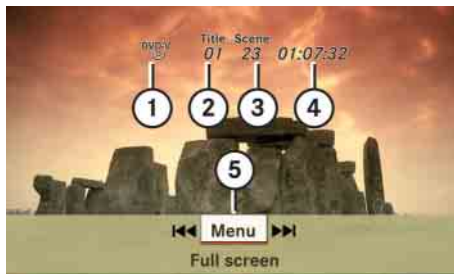 Title Scene
DVD-V 01 23 01:07:32
1 2 3 4
5
Menu
Full screen